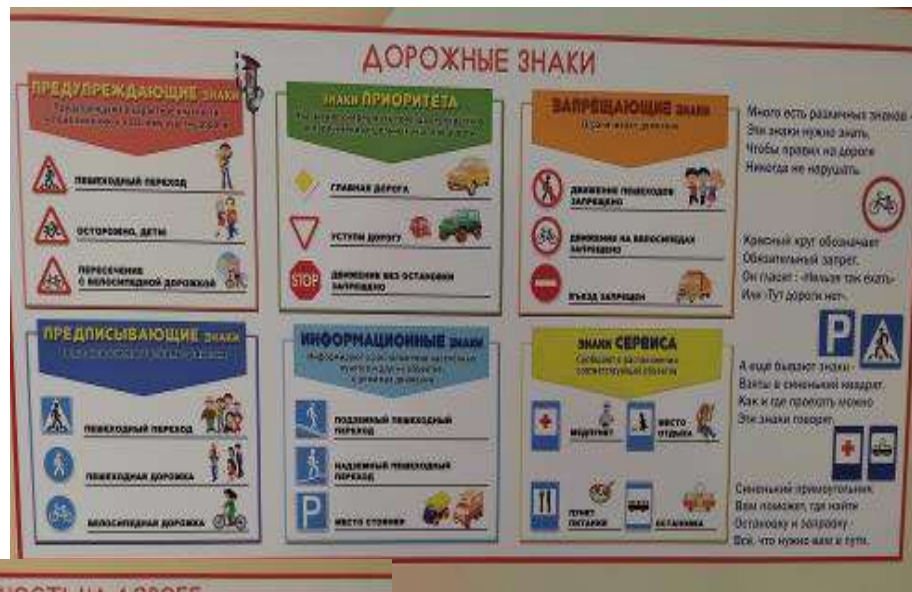 ДОРОЖНЫЕ ЗНАКИ
ПРЕДУПРЕЖДАЮЩИЕ ЗНАКИ
ПЕШЕХОДНЫЙ ПЕРЕХОД
ОСТОРОЖНО, ДЕТИ
ПЕРЕСЕЧЕНИЕ
С ВЕЛОСИПЕДНОЙ ДОРОЖКОЙ
ЗНАКИ ПРИОРИТЕТА
ГЛАВНАЯ ДОРОГА
УСТУПИ ДОРОГУ
STOP
ДВИЖЕНИЕ БЕЗ ОСТАНОВКИ
ЗАПРЕЩЕНО
ЗАПРЕЩАЮЩИЕ ЗНАКИ
ДВИЖЕНИЕ ПЕШЕХОДОВ
ЗАПРЕЩЕНО
ДВИЖЕНИЕ НА ВЕЛОСИПЕДАХ
ЗАПРЕЩЕНО
ВЪЕЗД ЗАПРЕЩЕН
Много есть различных знаков -
Эти знаки нужно знать,
Чтобы правил на дороге
Никогда не нарушать.
Красный круг обозначает
Обязательный запрет.
Он гласит: «Нельзя так ехать»
Или «Тут дороги нет».
P
А ещё бывают знаки -
Взяты в синенький квадрат.
Как и где проехать можно
Эти знаки говорят.
Синенький прямоугольник
Вам поможет, где найти
Остановку и заправку -
Всё, что нужно вам в пути.
ПРЕДПИСЫВАЮЩИЕ ЗНАКИ
ПЕШЕХОДНЫЙ ПЕРЕХОД
ПЕШЕХОДНАЯ ДОРОЖКА
ВЕЛОСИПЕДНАЯ ДОРОЖКА
ИНФОРМАЦИОННЫЕ ЗНАКИ
ПОДЗЕМНЫЙ ПЕШЕХОДНЫЙ
ПЕРЕХОД
НАДЗЕМНЫЙ ПЕШЕХОДНЫЙ
ПЕРЕХОД
P
МЕСТО СТОЯНКИ
ЗНАКИ СЕРВИСА
Сообщают о расположении
соответствующих объектов
МЕДПУНКТ
МЕСТО
ОТДЫХА
ПУНКТ
ПИТАНИЯ
ОСТАНОВКА